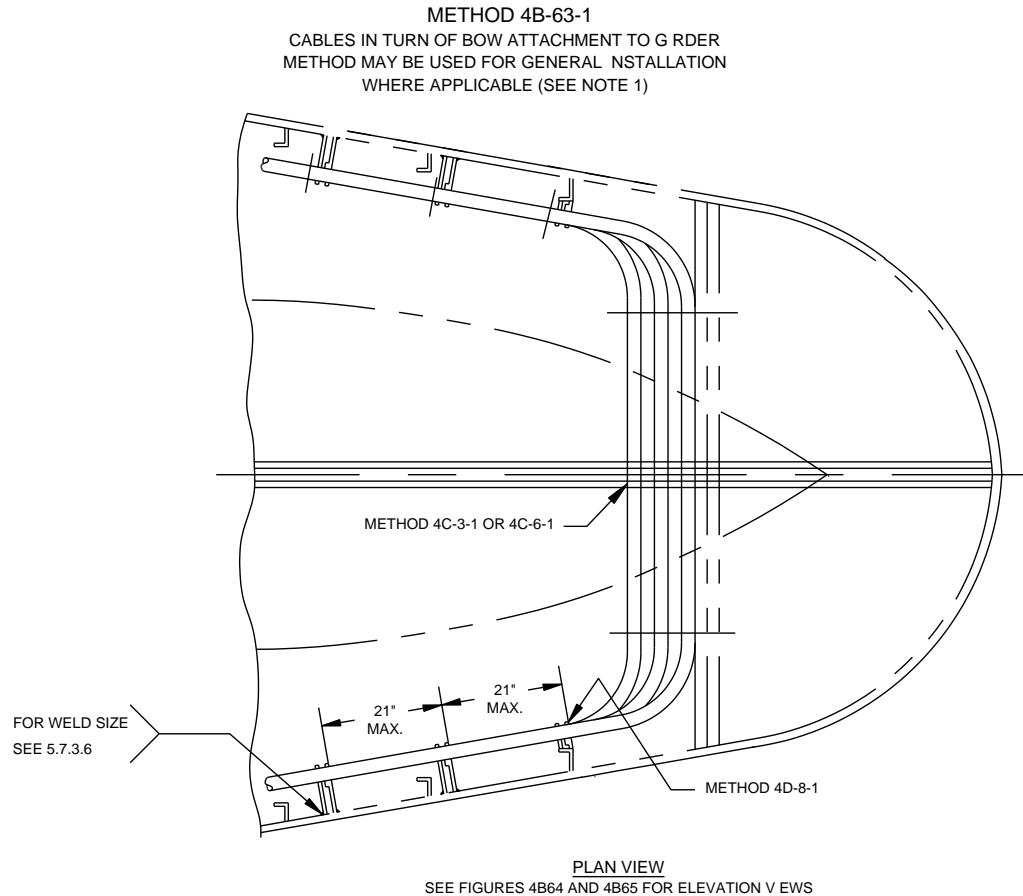 METHOD 4B-63-1
CABLES IN TURN OF BOW ATTACHMENT TO G RDER
METHOD MAY BE USED FOR GENERAL NSTALLATION
WHERE APPLICABLE (SEE NOTE 1)
METHOD 4C-3-1 OR 4C-6-1
21"
MAX.
21"
MAX.
FOR WELD SIZE
SEE 5.7.3.6
METHOD 4D-8-1
PLAN VIEW
SEE FIGURES 4B64 AND 4B65 FOR ELEVATION V EWS